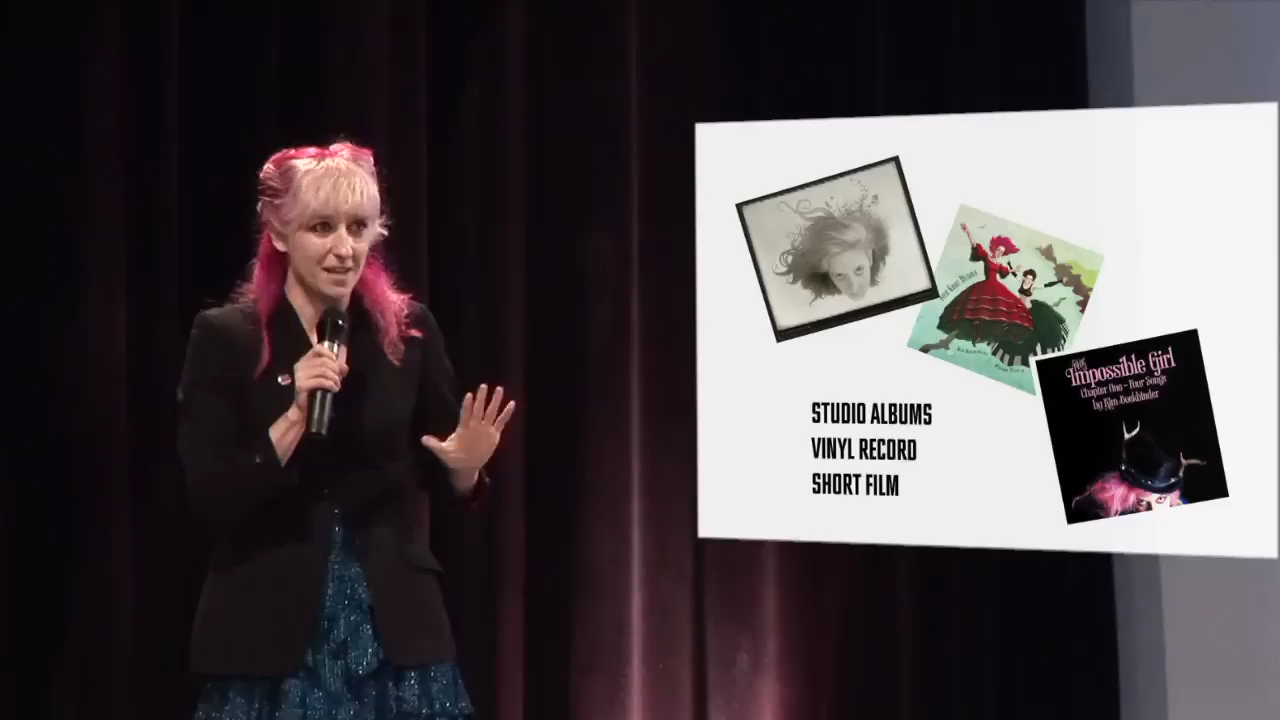 The
Impossible Girl
Chapter One - Four Songs
by Kim Boekbinder
STUDIO ALBUMS
VINYL RECORD
SHORT FILM